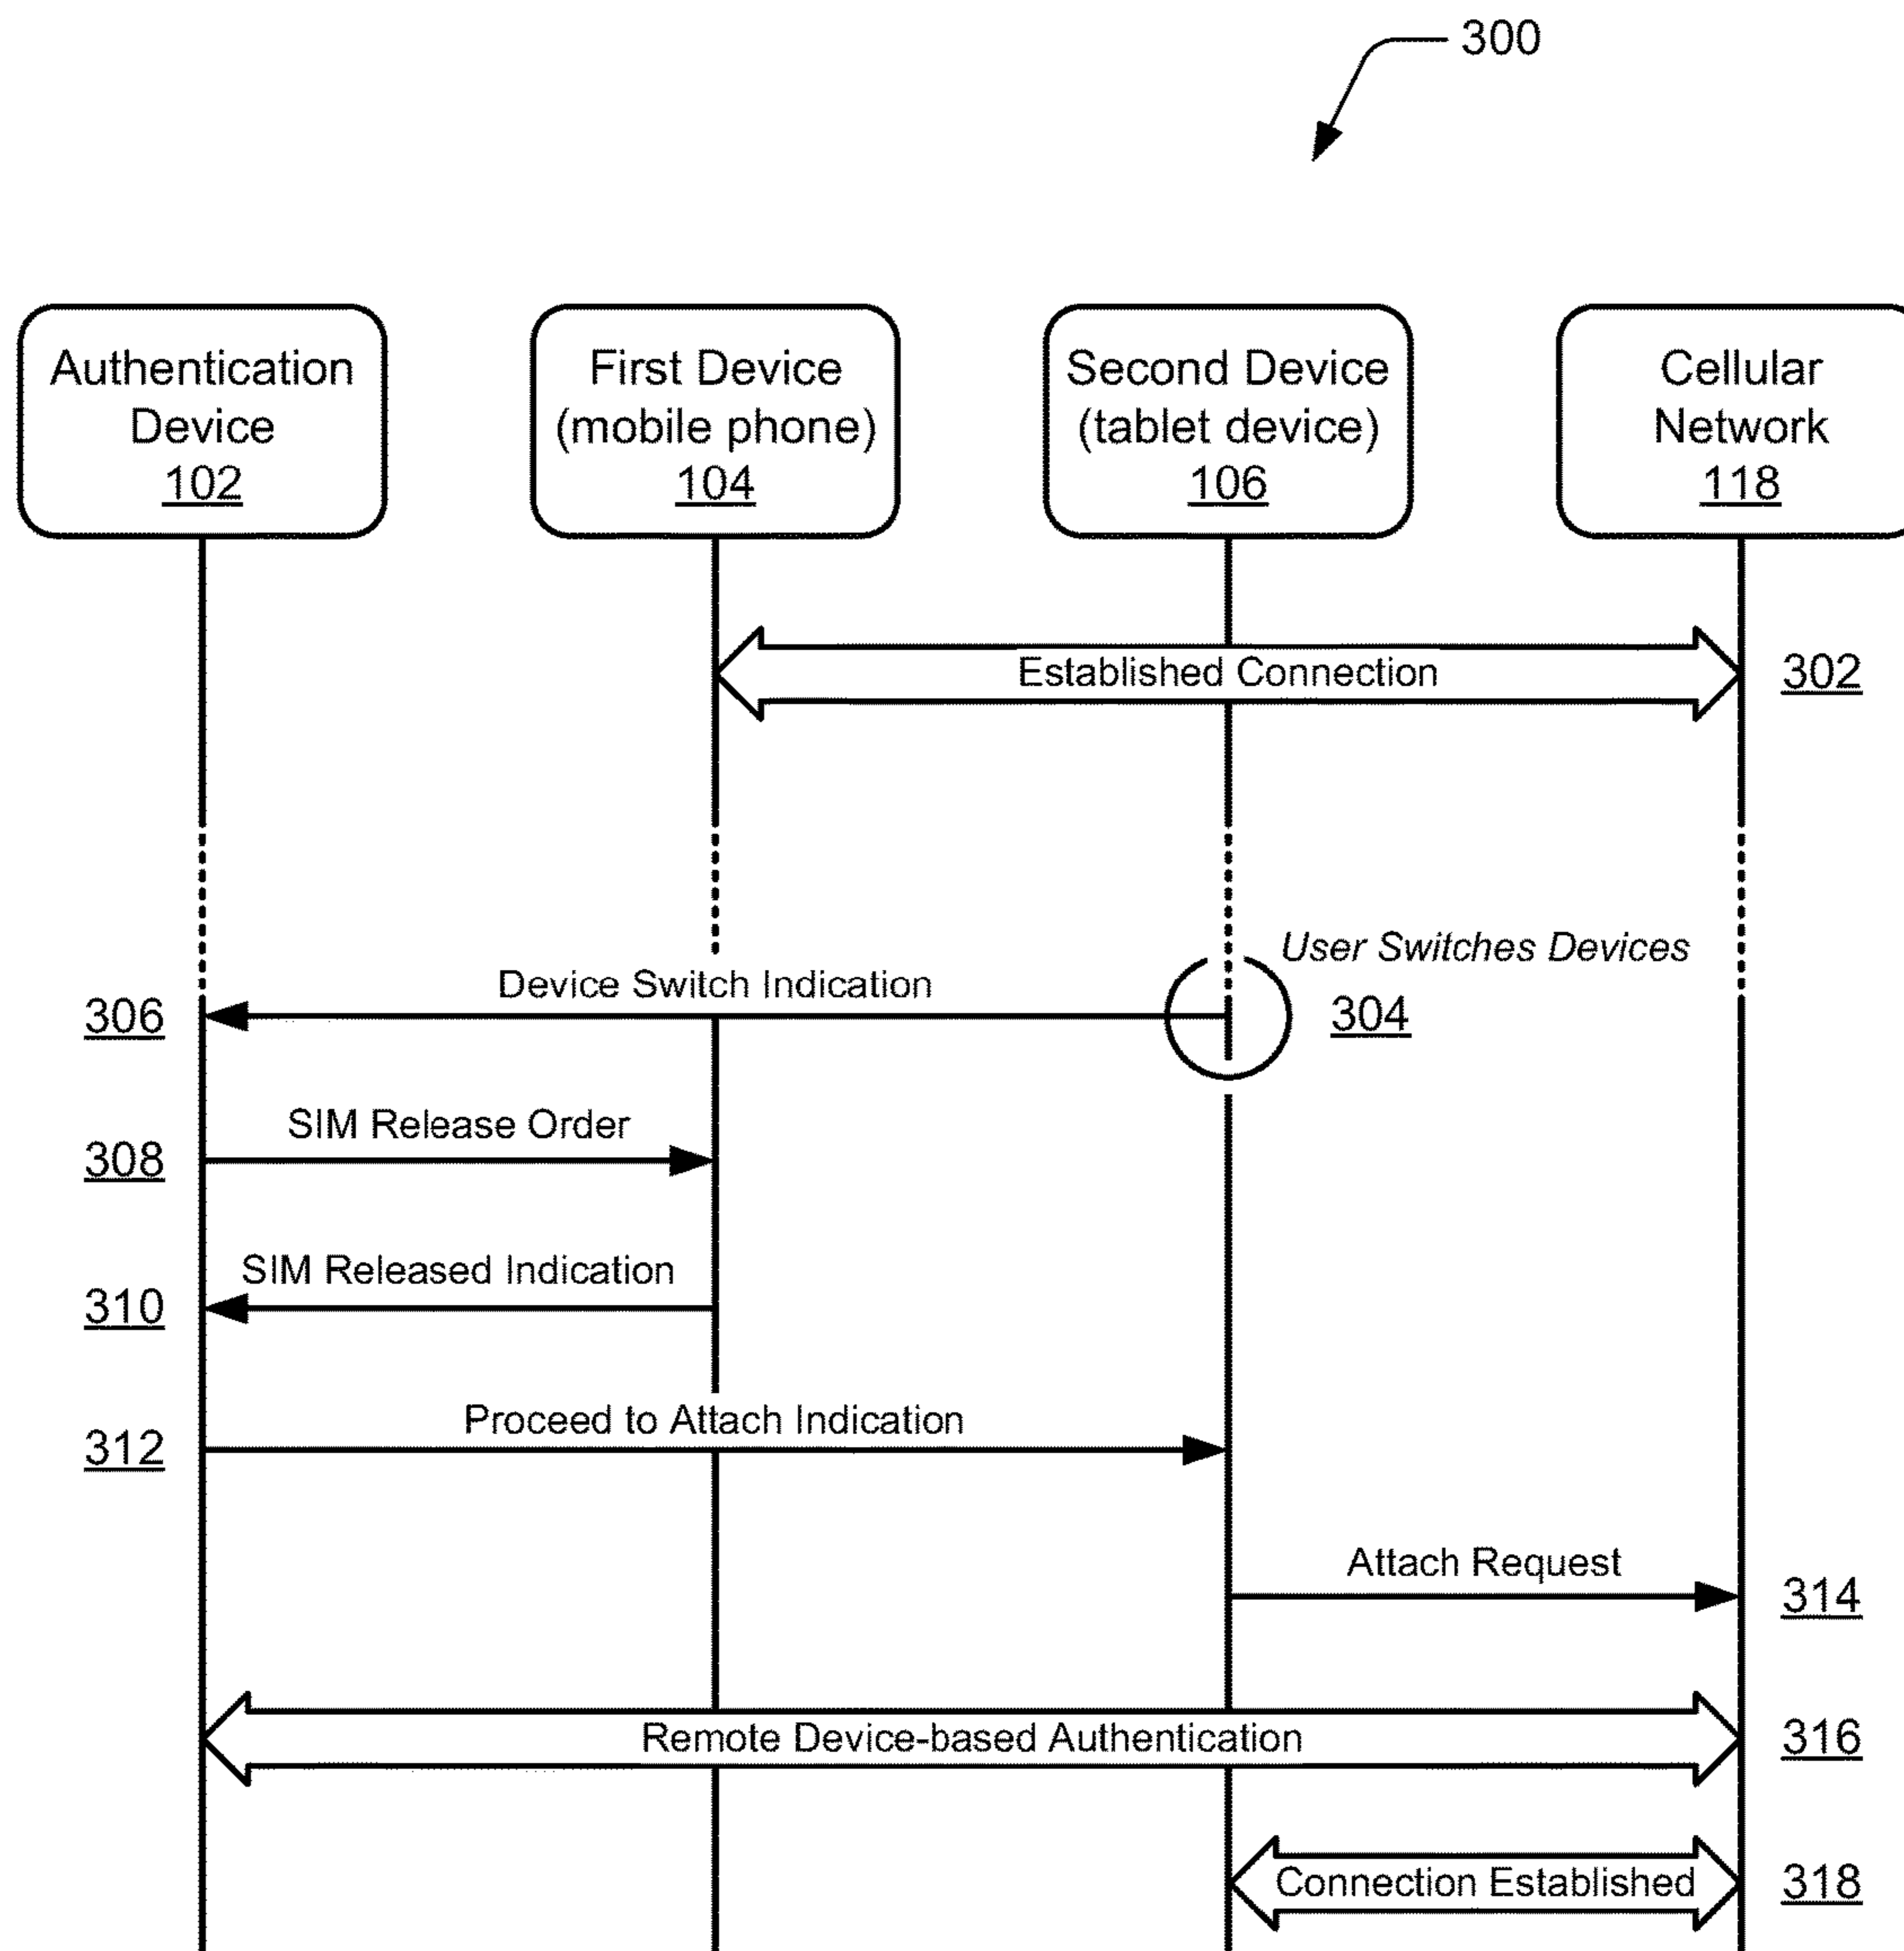 300
Authentication
Device
102
First Device
(mobile phone)
104
Second Device
(tablet device)
106
Cellular
Network
118
Established Connection
302
User Switches Devices
304
Device Switch Indication
306
SIM Release Order
308
SIM Released Indication
310
Proceed to Attach Indication
312
Attach Request
314
Remote Device-based Authentication
316
Connection Established
318